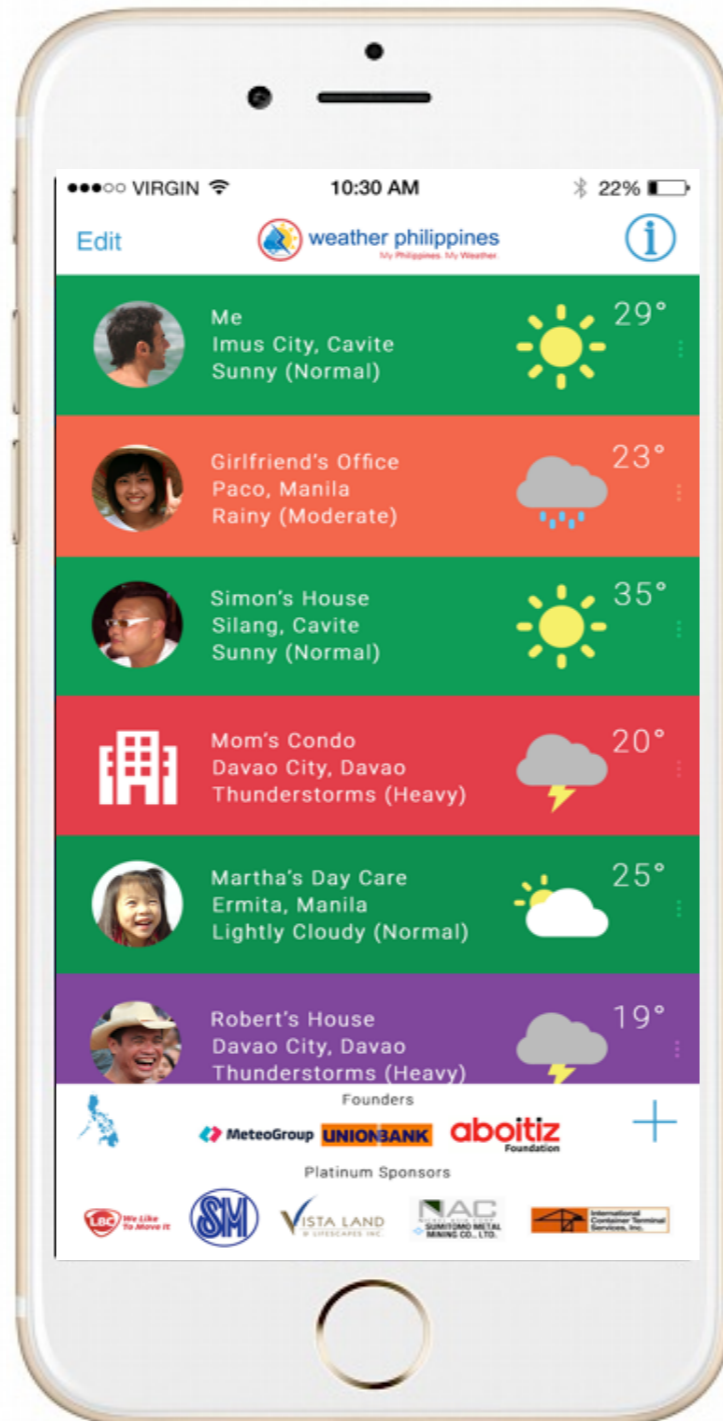 VIRGIN
10:30 AM
22%
Edit
weather philippines
My Philippines. My Weather.
i
Me
Imus City, Cavite
Sunny (Normal)
29°
Girlfriend's Office
Paco, Manila
Rainy (Moderate)
23°
Simon's House
Silang, Cavite
Sunny (Normal)
35°
Mom's Condo
Davao City, Davao
Thunderstorms (Heavy)
20°
Martha's Day Care
Ermita, Manila
Lightly Cloudy (Normal)
25°
Robert's House
Davao City, Davao
Thunderstorms (Heavy)
19°
Founders
MeteoGroup
UNIONBANK
aboitiz
Foundation
Platinum Sponsors
LBC
We Like
To Move It
SM
VISTA LAND
& LIFESCAPES INC.
NAC
SUMITOMO METAL
MINING CO., LTD.
International
Container Terminal
Services, Inc.